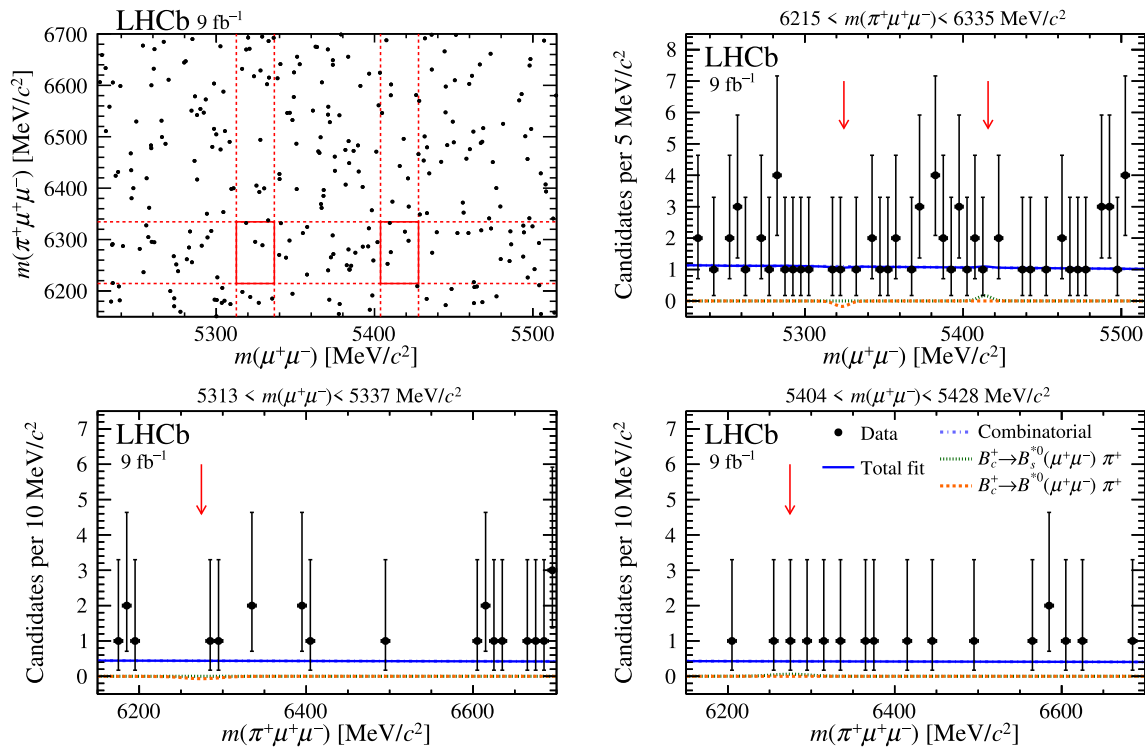 LHCb 9 fb⁻¹
6700
6600
6500
6400
6300
6200
5300
5400
5500
m(π⁺μ⁺μ⁻) [MeV/c²]
m(μ⁺μ⁻) [MeV/c²]
6215 < m(π⁺μ⁺μ⁻) < 6335 MeV/c²
LHCb
9 fb⁻¹
8
7
6
5
4
3
2
1
0
5300
5400
5500
Candidates per 5 MeV/c²
m(μ⁺μ⁻) [MeV/c²]
5313 < m(μ⁺μ⁻) < 5337 MeV/c²
LHCb
9 fb⁻¹
7
6
5
4
3
2
1
0
6200
6400
6600
Candidates per 10 MeV/c²
m(π⁺μ⁺μ⁻) [MeV/c²]
5404 < m(μ⁺μ⁻) < 5428 MeV/c²
LHCb
9 fb⁻¹
Data
Total fit
Combinatorial
B_c⁺→B_s*⁰(μ⁺μ⁻) π⁺
B_c⁺→B*⁰(μ⁺μ⁻) π⁺
7
6
5
4
3
2
1
0
6200
6400
6600
Candidates per 10 MeV/c²
m(π⁺μ⁺μ⁻) [MeV/c²]